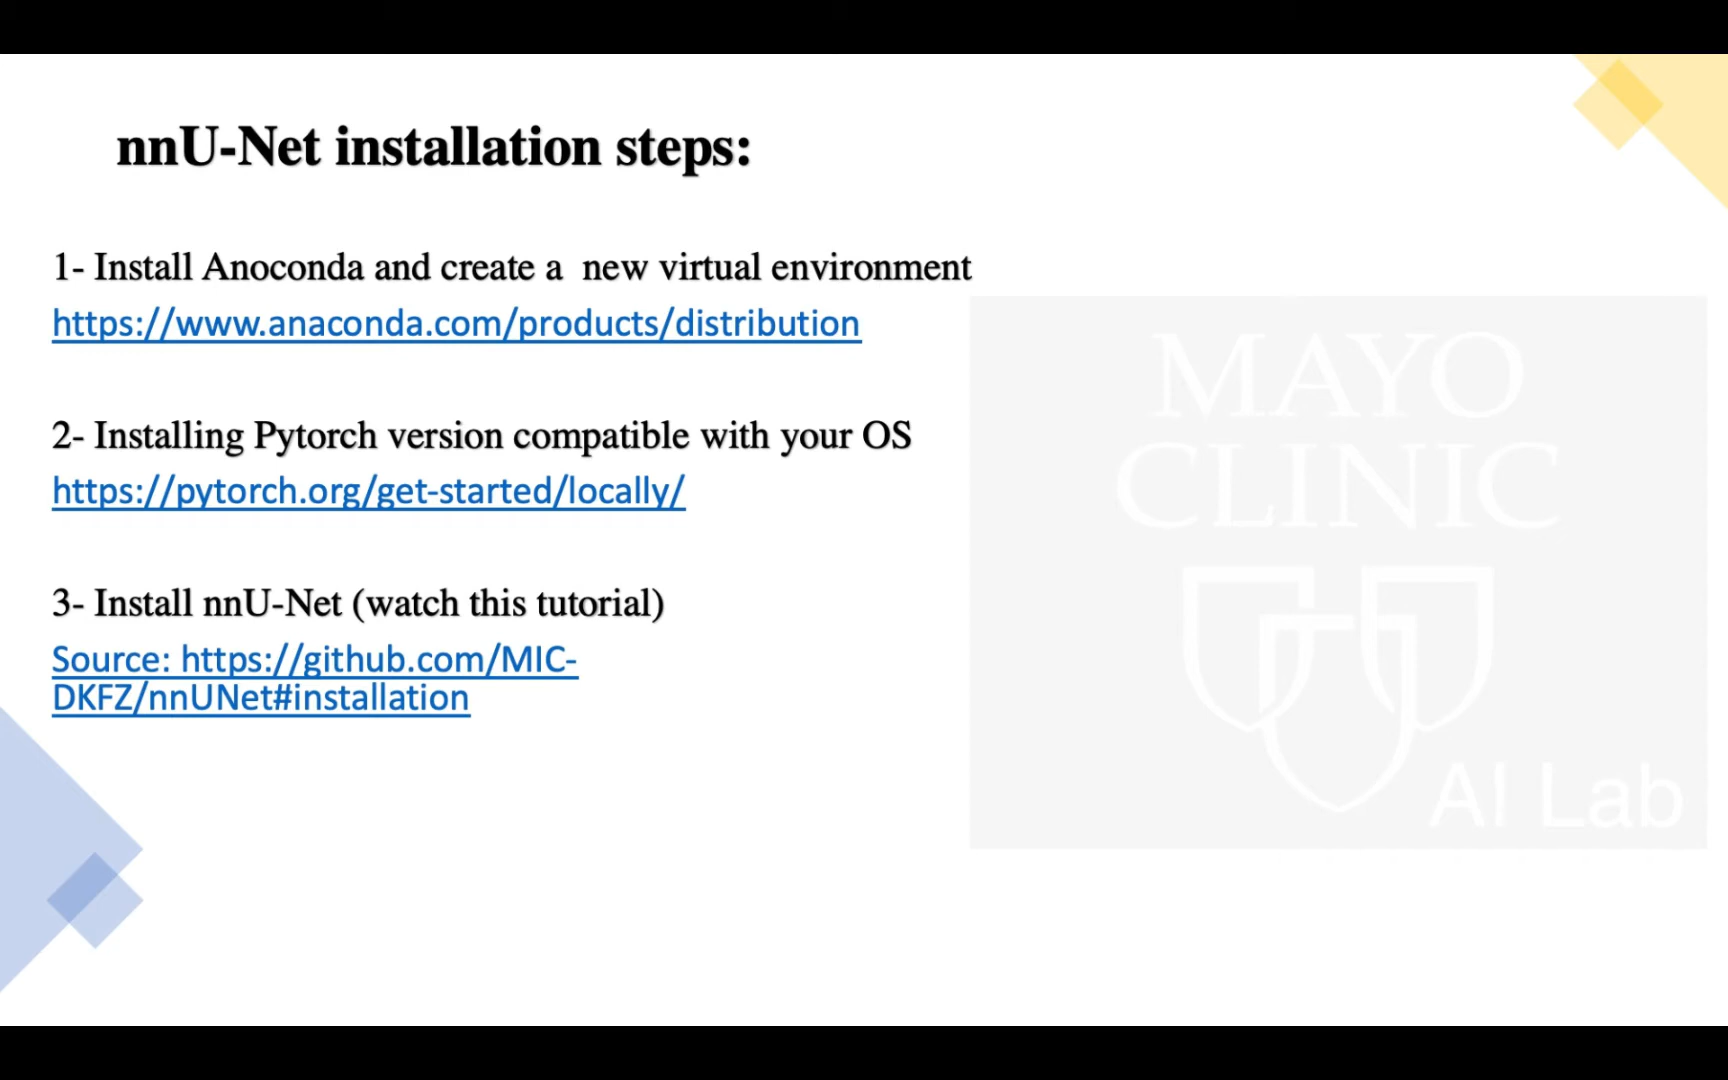 nnU-Net installation steps:
1- Install Anoconda and create a  new virtual environment
https://www.anaconda.com/products/distribution
2- Installing Pytorch version compatible with your OS
https://pytorch.org/get-started/locally/
3- Install nnU-Net (watch this tutorial)
Source: https://github.com/MIC-
DKFZ/nnUNet#installation
MAYO
CLINIC
AI Lab